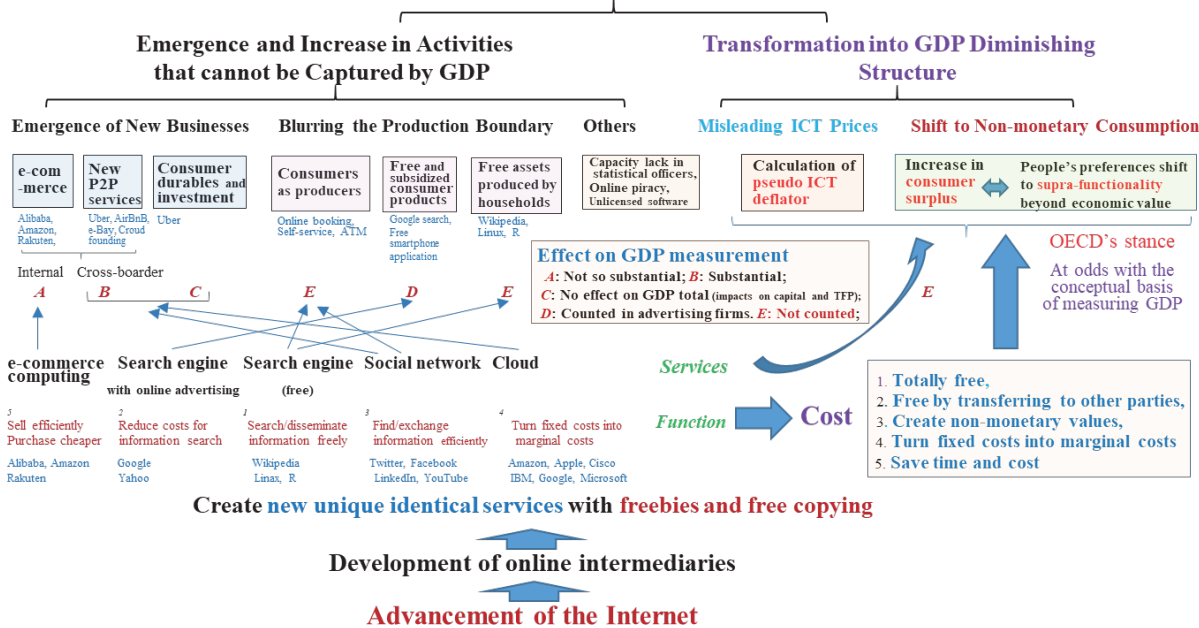 Emergence and Increase in Activities
that cannot be Captured by GDP
Transformation into GDP Diminishing
Structure
Emergence of New Businesses
Blurring the Production Boundary
Others
Misleading ICT Prices
Shift to Non-monetary Consumption
e-com
-merce
New
P2P
services
Consumer
durables and
investment
Consumers
as producers
Free and
subsidized
consumer
products
Free assets
produced by
households
Capacity lack in
statistical officers,
Online piracy,
Unlicensed software
Calculation of
pseudo ICT
deflator
Increase in
consumer
surplus
People's preferences shift
to supra-functionality
beyond economic value
Alibaba,
Amazon,
Rakuten,
Uber, AirBnB,
e-Bay, Croud
founding
Uber
Online booking,
Self-service, ATM
Google search,
Free
smartphone
application
Wikipedia,
Linux, R
Internal
Cross-boarder
A
B
C
E
D
E
Effect on GDP measurement
A: Not so substantial; B: Substantial;
C: No effect on GDP total (impacts on capital and TFP);
D: Counted in advertising firms. E: Not counted;
E
OECD's stance
At odds with the
conceptual basis
of measuring GDP
e-commerce
computing
Search engine
with online advertising
Search engine
(free)
Social network
Cloud
Services
Function
Cost
1. Totally free,
2. Free by transferring to other parties,
3. Create non-monetary values,
4. Turn fixed costs into marginal costs
5. Save time and cost
5
Sell efficiently
Purchase cheaper
2
Reduce costs for
information search
1
Search/disseminate
information freely
3
Find/exchange
information efficiently
4
Turn fixed costs into
marginal costs
Alibaba, Amazon
Rakuten
Google
Yahoo
Wikipedia
Linax, R
Twitter, Facebook
LinkedIn, YouTube
Amazon, Apple, Cisco
IBM, Google, Microsoft
Create new unique identical services with freebies and free copying
Development of online intermediaries
Advancement of the Internet